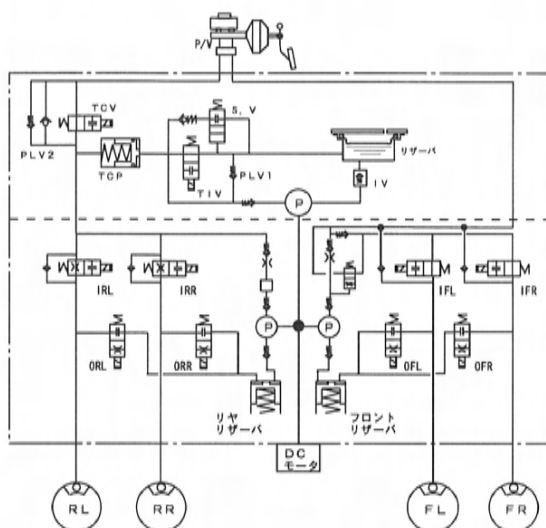 P/V
TCV
S, V
PLV2
TCP
リザーバ
PLV1
TIV
IV
P
IRL
IRR
IFL
IFR
P
P
ORL
ORR
OFL
OFR
リヤ
リザーバ
フロント
リザーバ
DC
モータ
RL
RR
FL
FR